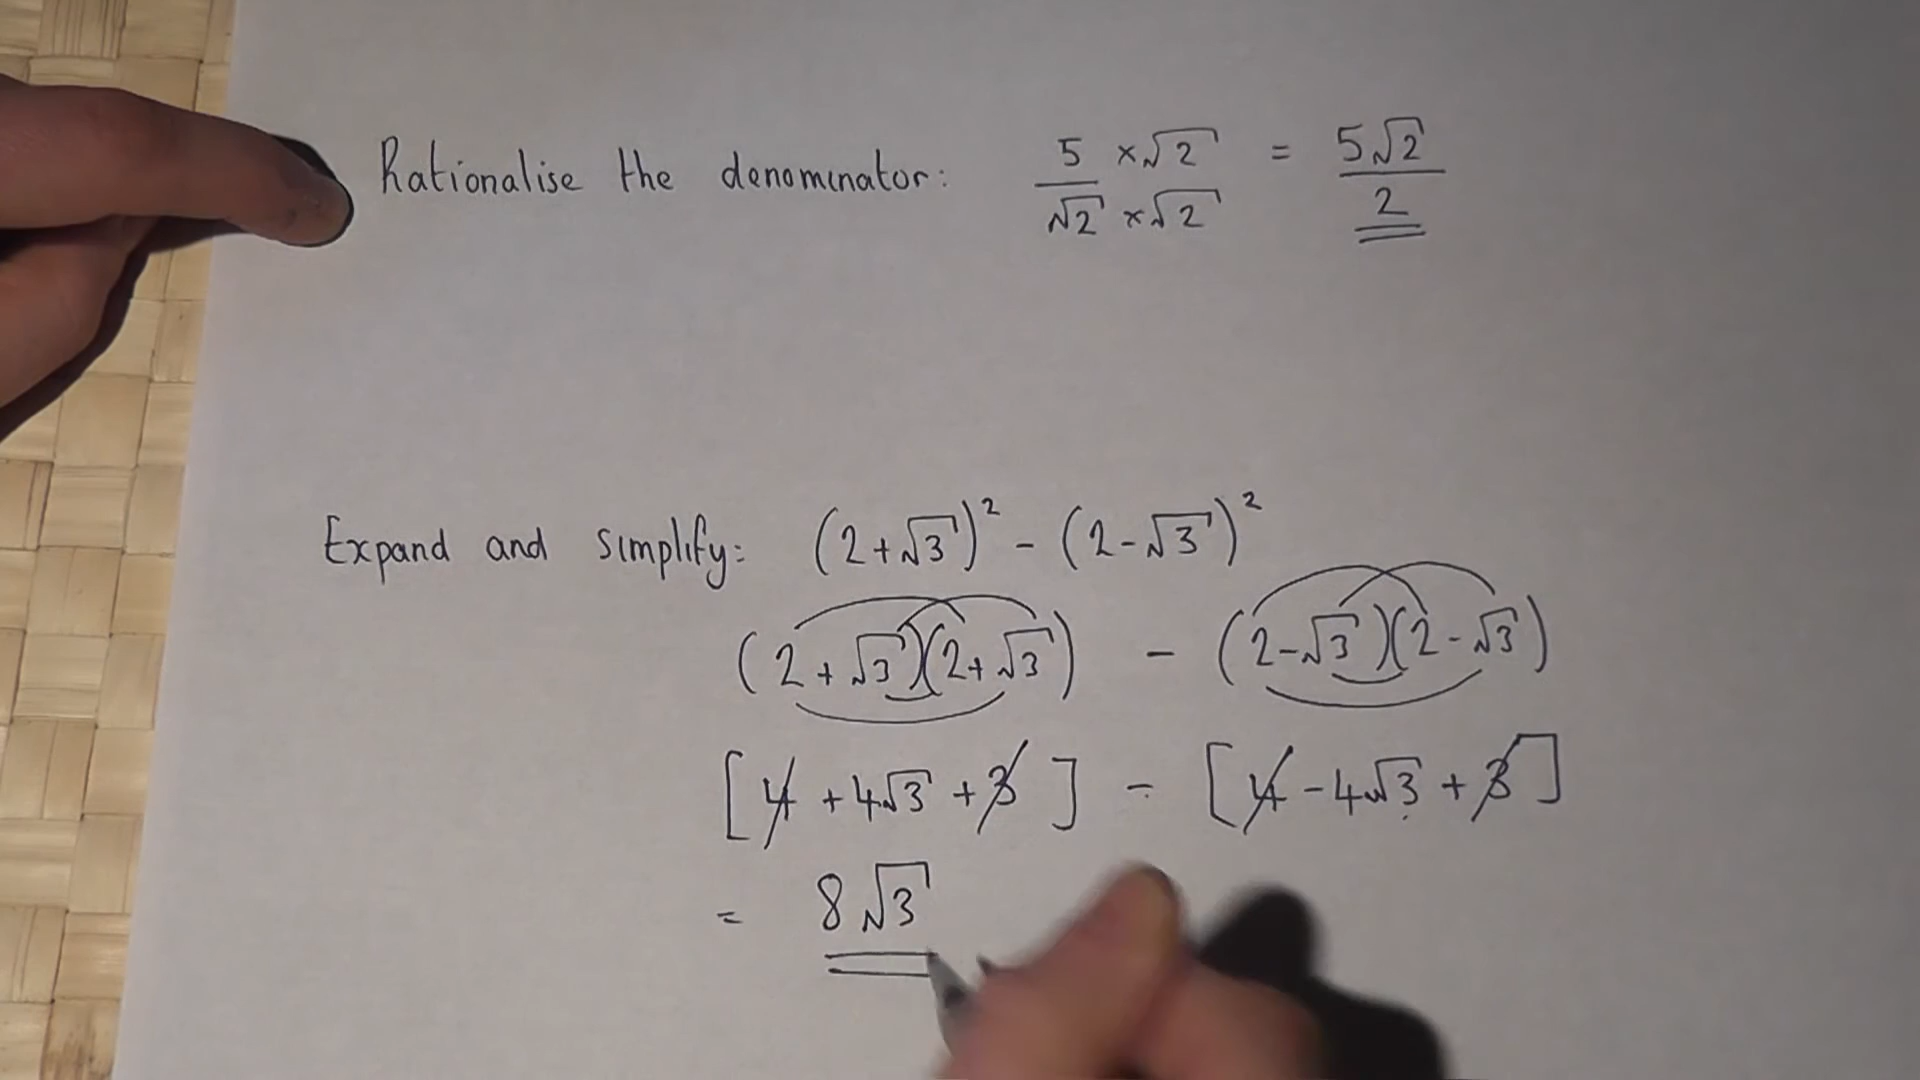 Rationalise the denominator: 5 ×√2 / √2 ×√2 = 5√2 / 2
Expand and simplify: (2+√3)² - (2-√3)²
(2+√3)(2+√3) - (2-√3)(2-√3)
[4 + 4√3 + 3] - [4 - 4√3 + 3]
= 8√3